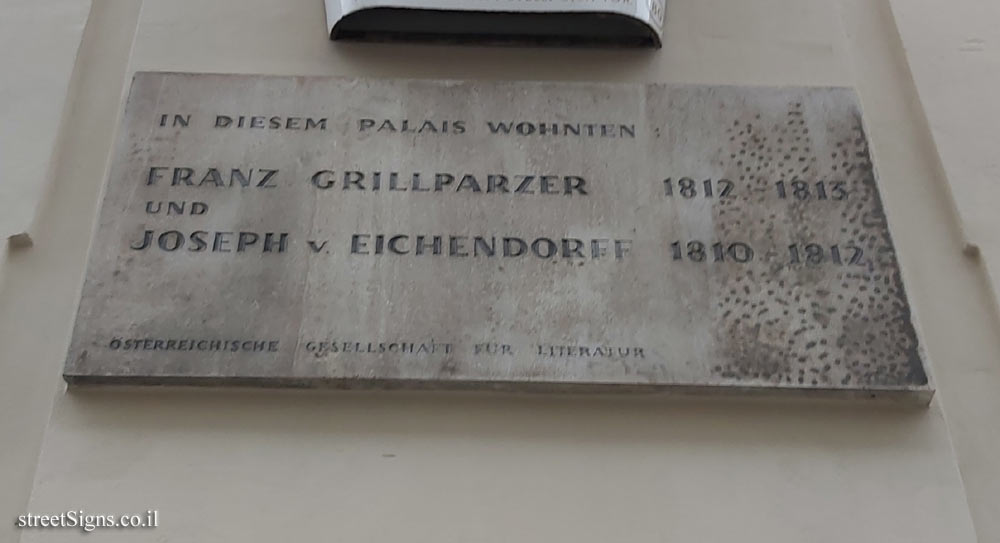 IN DIESEM PALAIS WOHNTEN :
FRANZ GRILLPARZER 1812 - 1813
UND
JOSEPH v. EICHENDORFF 1810 - 1812
ÖSTERREICHISCHE GESELLSCHAFT FÜR LITERATUR
streetSigns.co.il